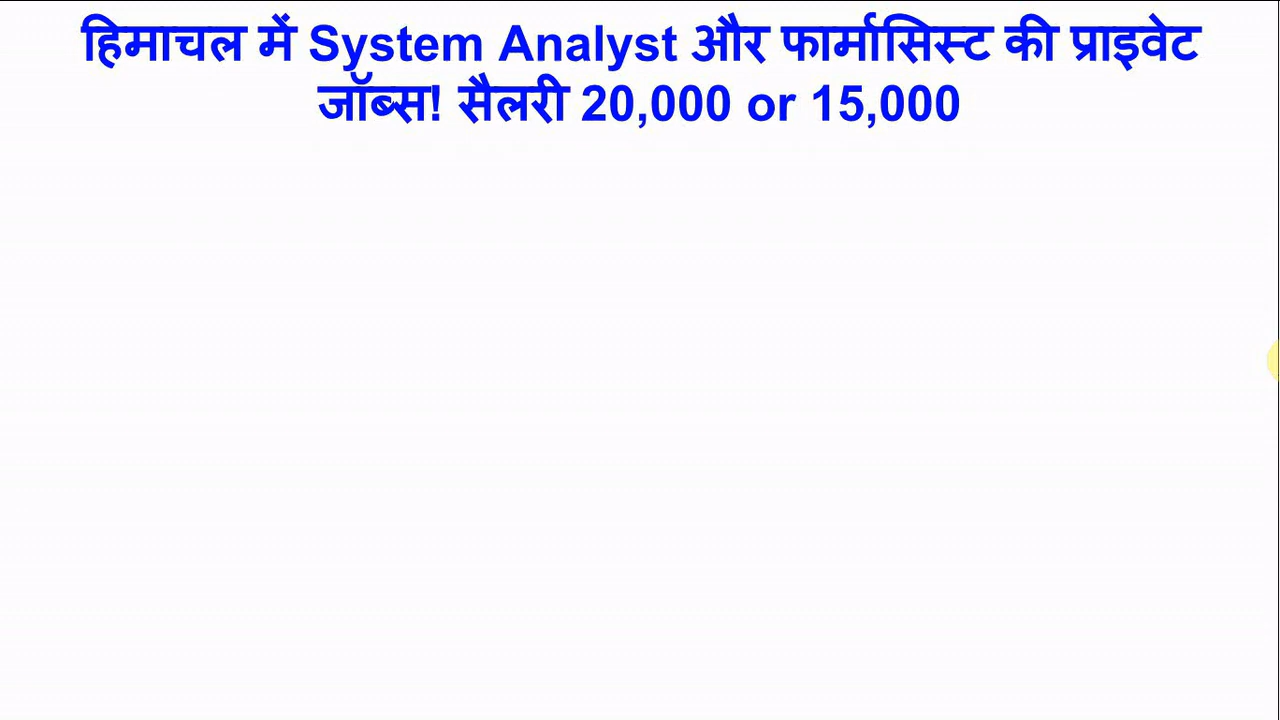 हिमाचल में System Analyst और फार्मासिस्ट की प्राइवेट
जॉब्स! सैलरी 20,000 or 15,000